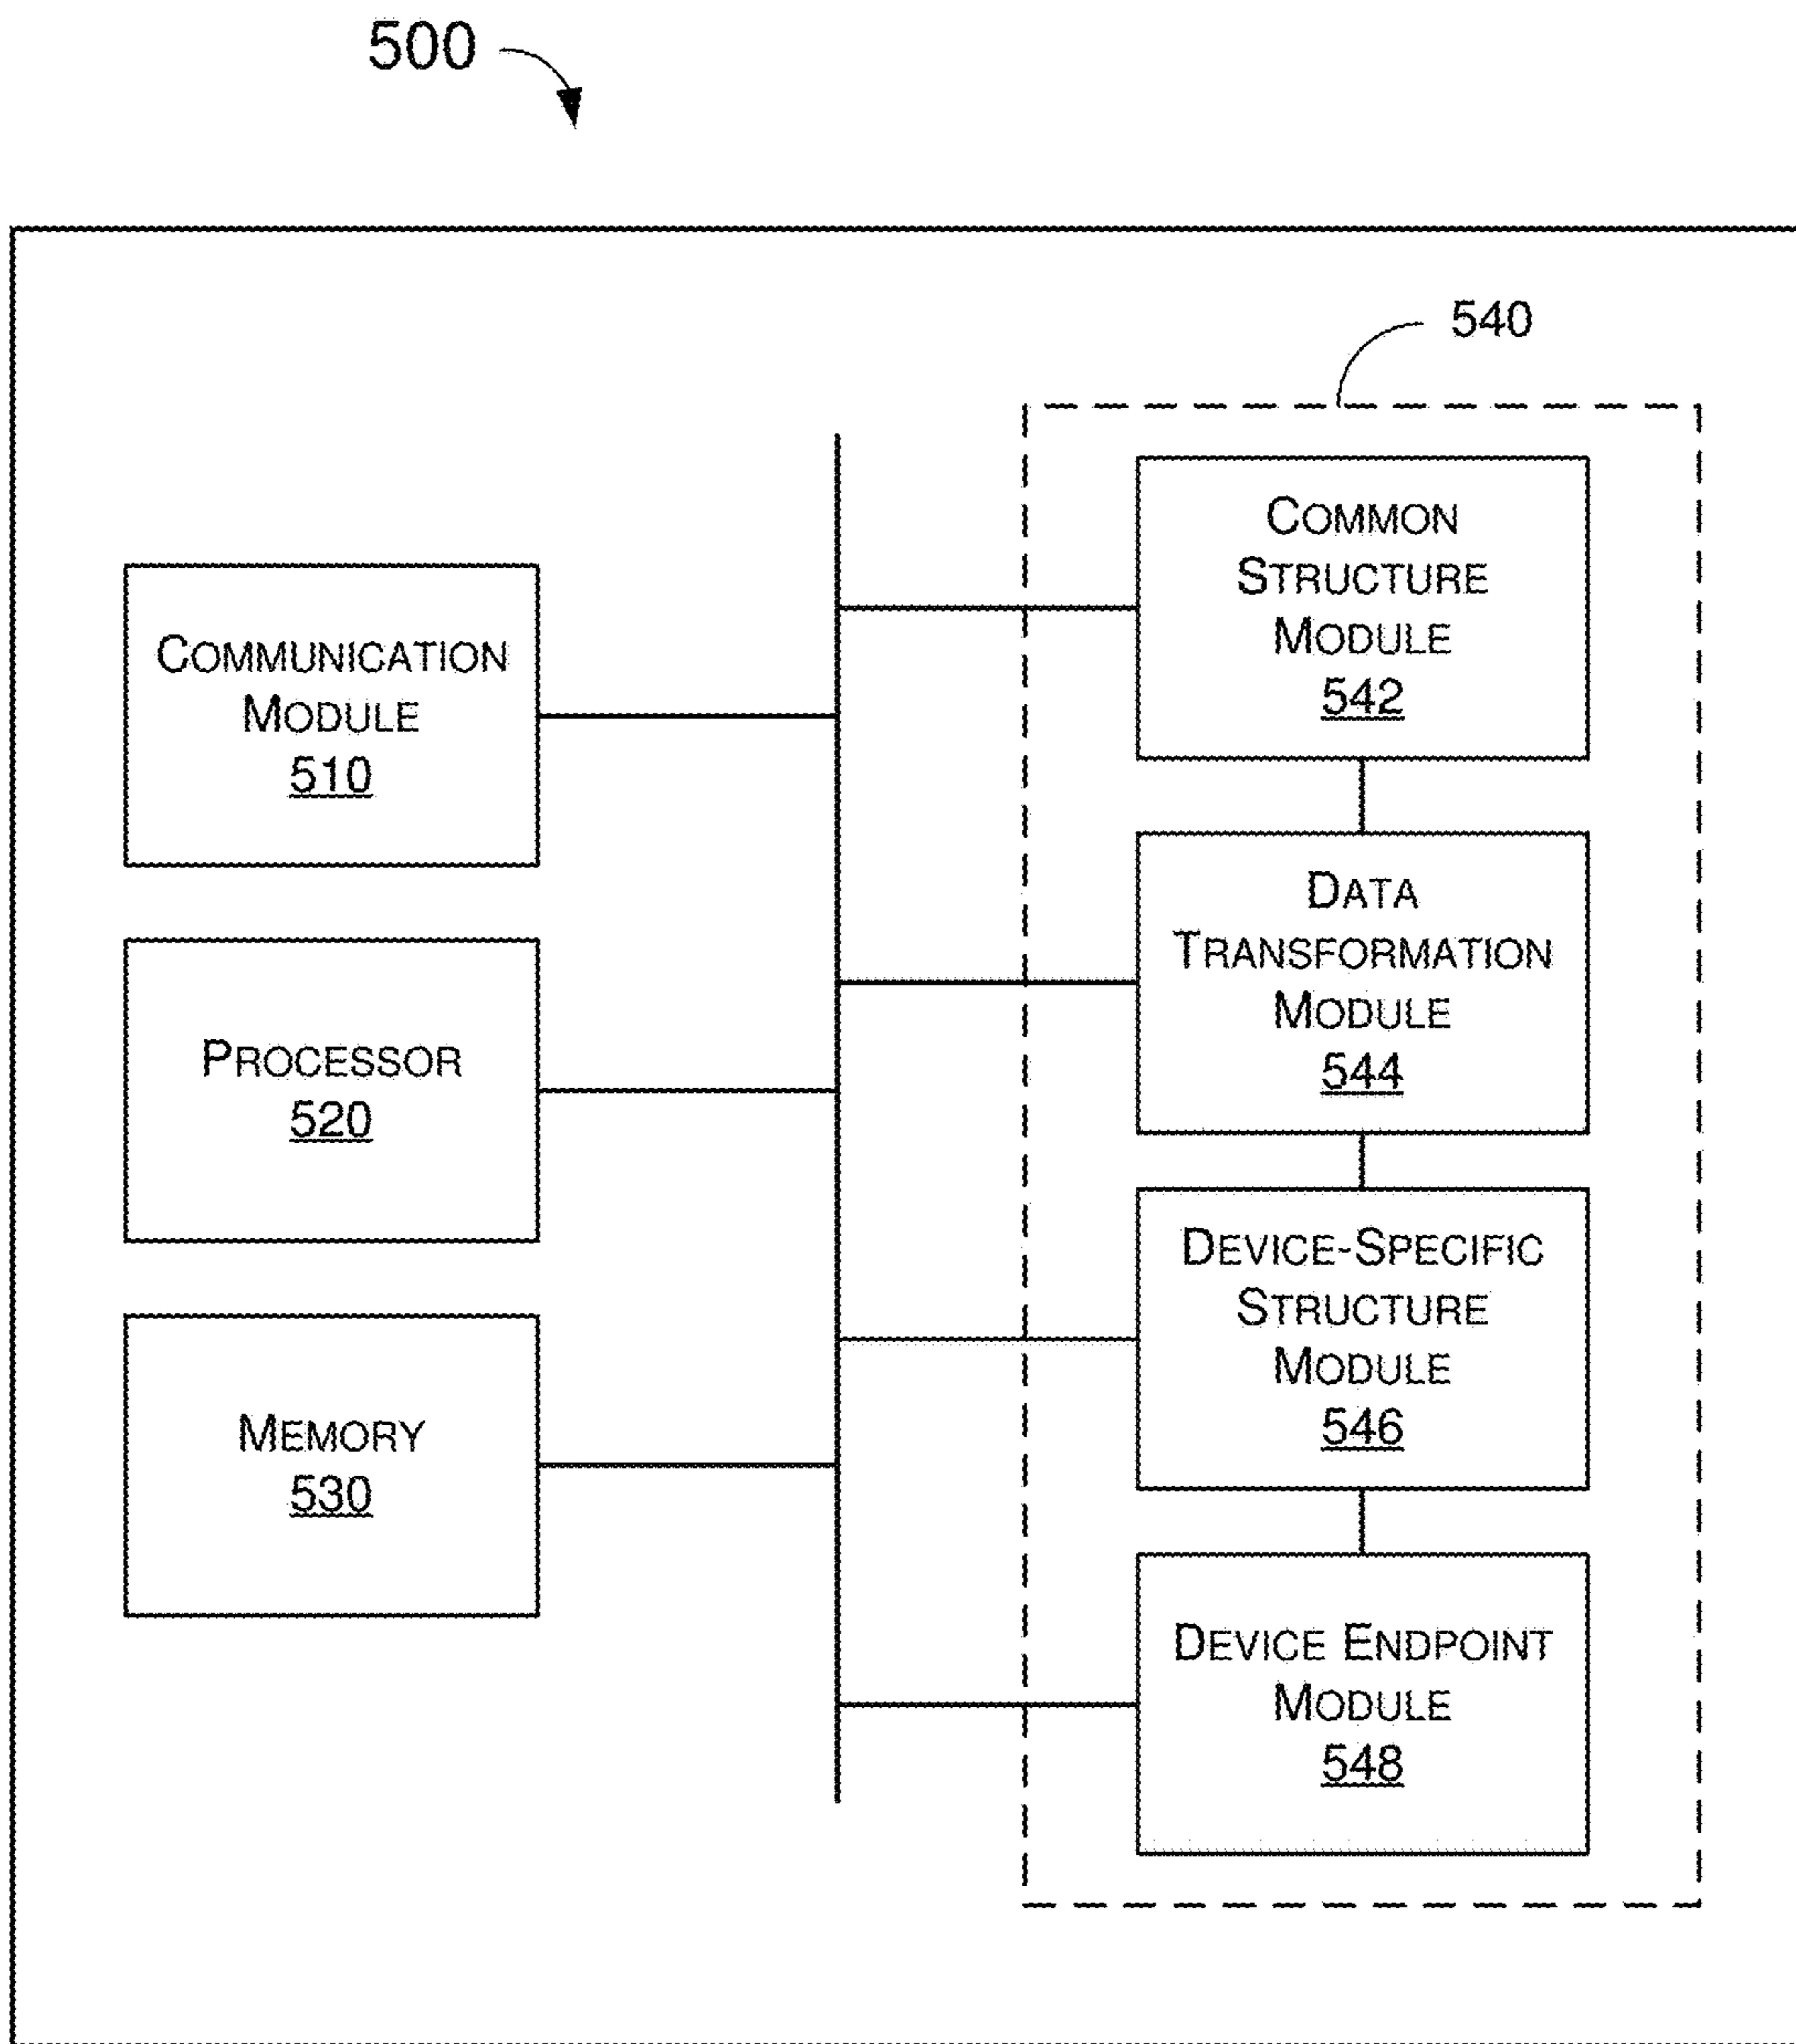 500
540
COMMON
STRUCTURE
MODULE
542
COMMUNICATION
MODULE
510
DATA
TRANSFORMATION
MODULE
544
PROCESSOR
520
DEVICE-SPECIFIC
STRUCTURE
MODULE
546
MEMORY
530
DEVICE ENDPOINT
MODULE
548